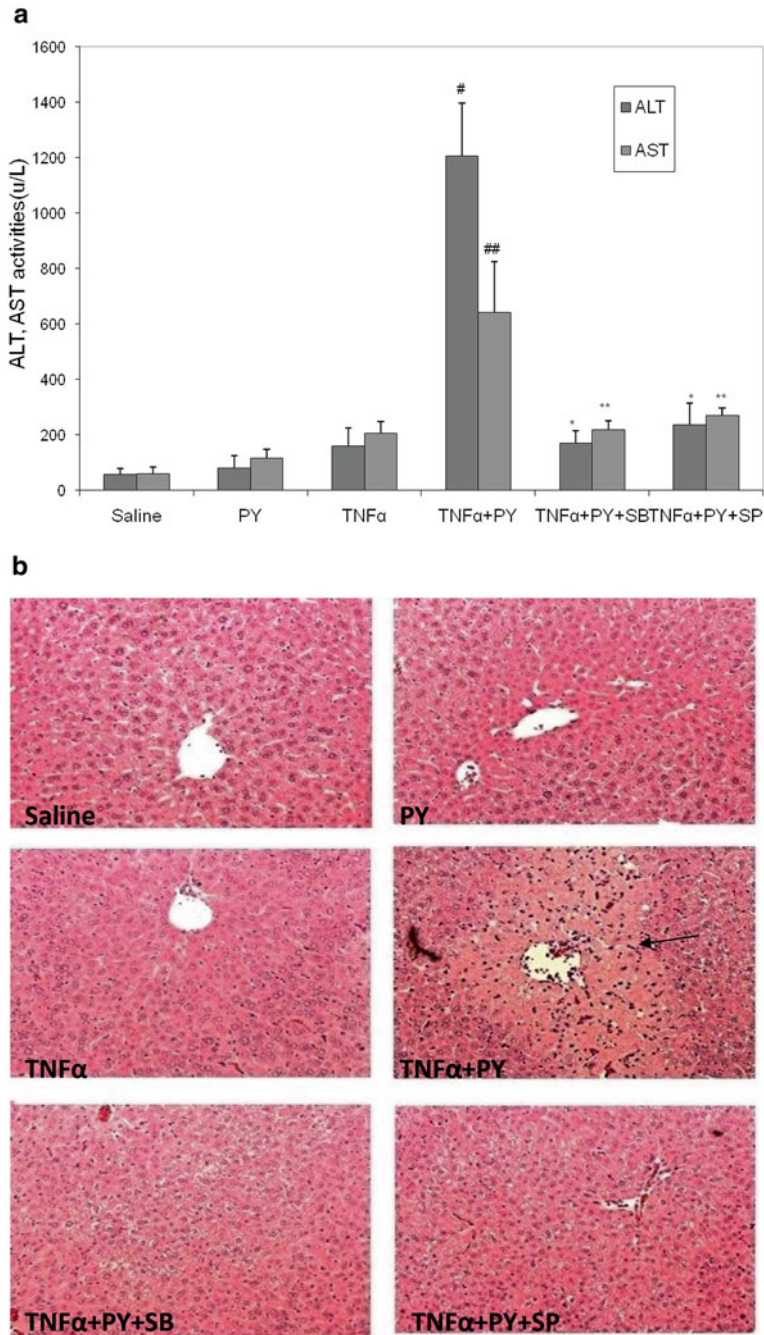 a
1600
1400
1200
1000
800
600
400
200
0
ALT, AST activities(u/L)
#
##
*
**
*
**
ALT
AST
Saline PY TNFα TNFα+PY TNFα+PY+SB TNFα+PY+SP
b
Saline PY
TNFα TNFα+PY
TNFα+PY+SB TNFα+PY+SP